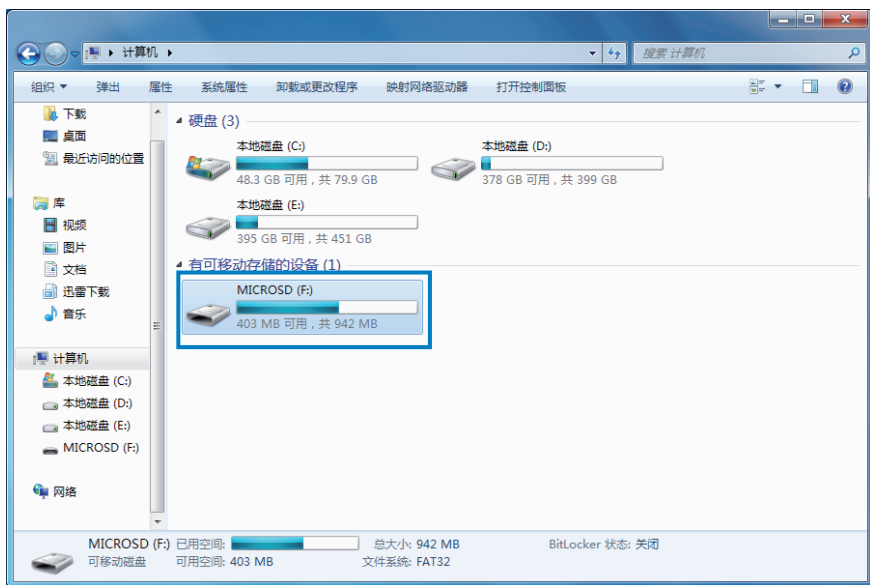 计算机
搜索 计算机
组织 弹出 属性 系统属性 卸载或更改程序 映射网络驱动器 打开控制面板
下载
桌面
最近访问的位置
库
视频
图片
文档
迅雷下载
音乐
计算机
本地磁盘 (C:)
本地磁盘 (D:)
本地磁盘 (E:)
MICROSD (F:)
网络
硬盘 (3)
本地磁盘 (C:)
48.3 GB 可用，共 79.9 GB
本地磁盘 (D:)
378 GB 可用，共 399 GB
本地磁盘 (E:)
395 GB 可用，共 451 GB
有可移动存储的设备 (1)
MICROSD (F:)
403 MB 可用，共 942 MB
MICROSD (F:) 已用空间: 总大小: 942 MB BitLocker 状态: 关闭
可移动磁盘 可用空间: 403 MB 文件系统: FAT32